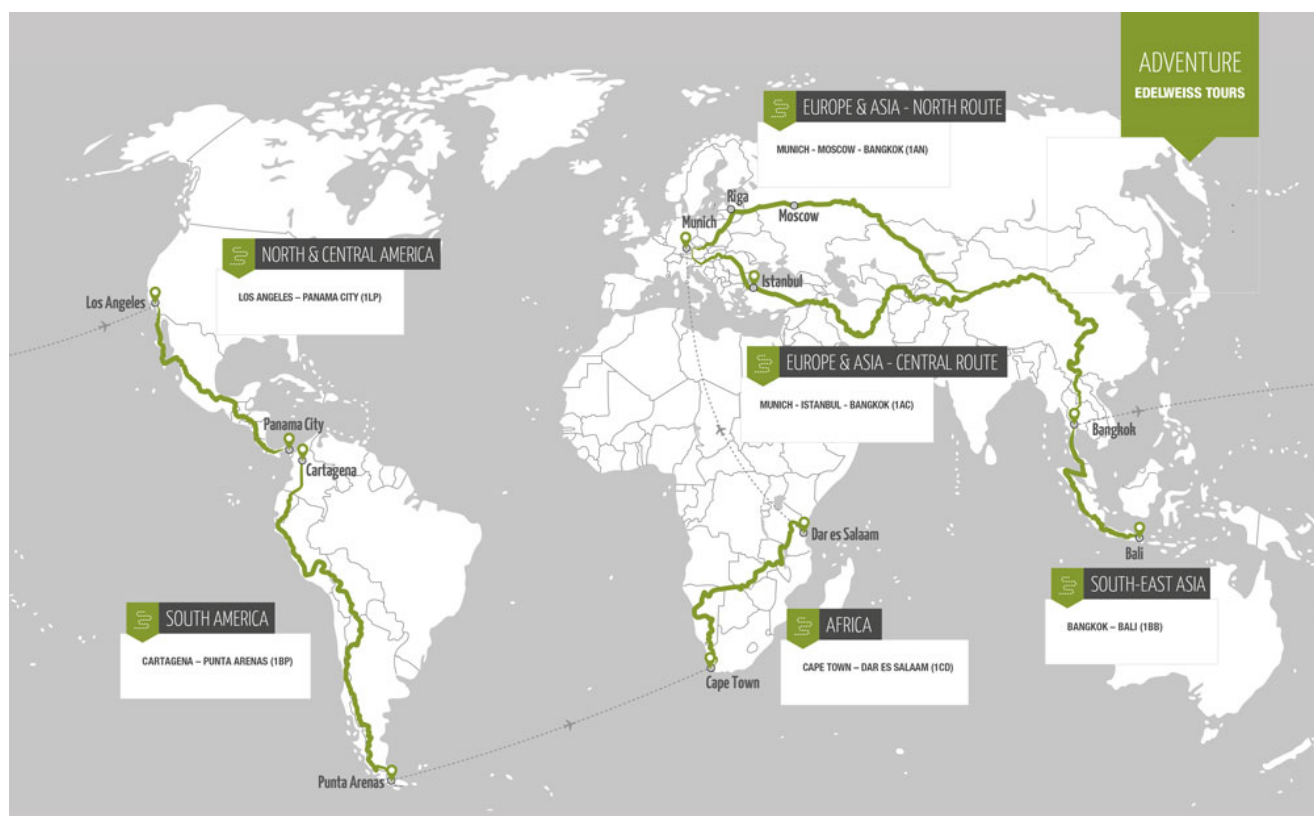 ADVENTURE
EDELWEISS TOURS
EUROPE & ASIA - NORTH ROUTE
MUNICH - MOSCOW - BANGKOK (1AN)
Riga
Moscow
Munich
NORTH & CENTRAL AMERICA
LOS ANGELES – PANAMA CITY (1LP)
Istanbul
Los Angeles
EUROPE & ASIA - CENTRAL ROUTE
MUNICH - ISTANBUL - BANGKOK (1AC)
Panama City
Bangkok
Cartagena
Dar es Salaam
Bali
SOUTH-EAST ASIA
BANGKOK – BALI (1BB)
SOUTH AMERICA
CARTAGENA – PUNTA ARENAS (1BP)
AFRICA
CAPE TOWN – DAR ES SALAAM (1CD)
Cape Town
Punta Arenas